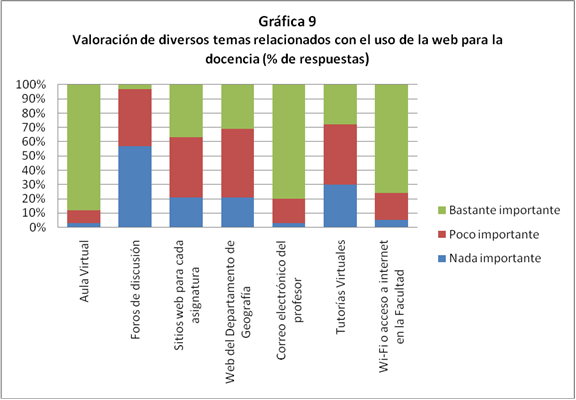 Gráfica 9
Valoración de diversos temas relacionados con el uso de la web para la
docencia (% de respuestas)
100%
90%
80%
70%
60%
50%
40%
30%
20%
10%
0%
Aula Virtual
Foros de discusión
Sitios web para cada
asignatura
Web del Departamento de
Geografía
Correo electrónico del
profesor
Tutorías Virtuales
Wi-Fi o acceso a internet
en la Facultad
Bastante importante
Poco importante
Nada importante